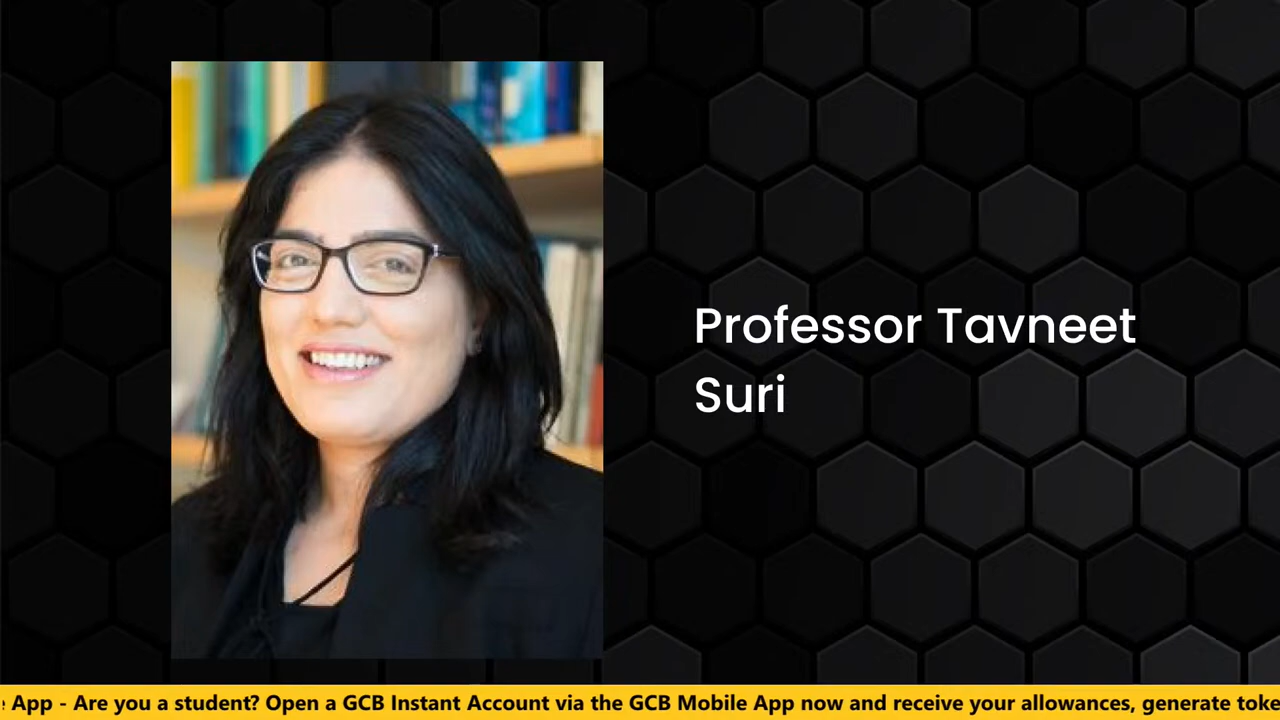 Professor Tavneet
Suri
App - Are you a student? Open a GCB Instant Account via the GCB Mobile App now and receive your allowances, generate toke